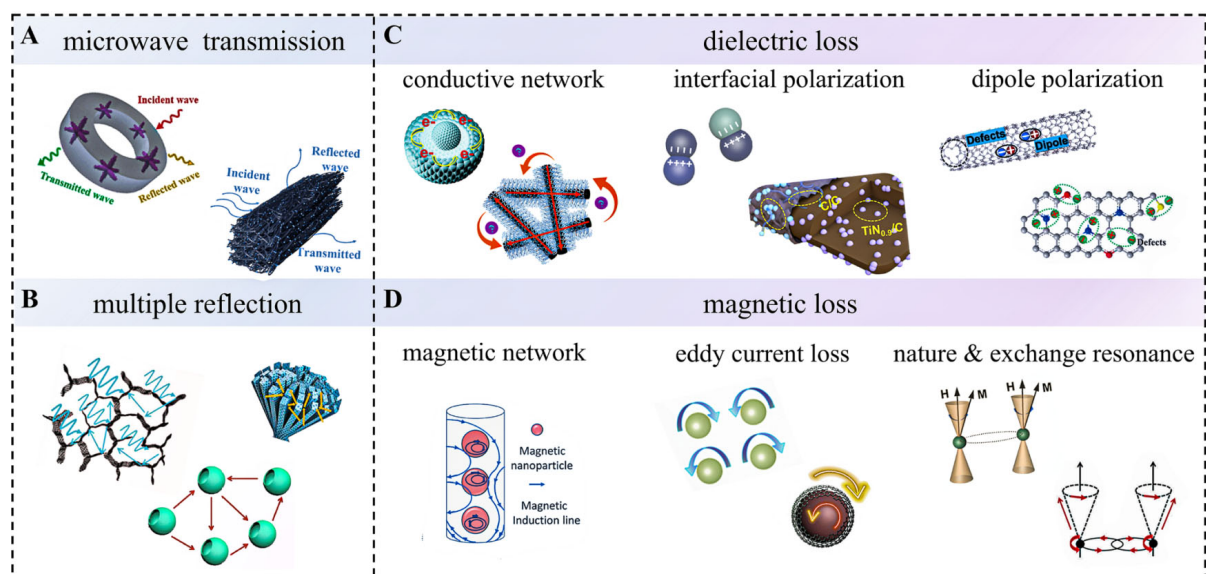 A
microwave transmission
Incident wave
Transmitted wave
Reflected wave
Incident
wave
Reflected
wave
Transmitted
wave
B
multiple reflection
C
dielectric loss
conductive network
e-
e-
e-
e-
interfacial polarization
C/C
TiN0.9/C
dipole polarization
Defects
Dipole
Defects
D
magnetic loss
magnetic network
Magnetic
nanoparticle
Magnetic
Induction line
eddy current loss
nature & exchange resonance
H
M
H
M